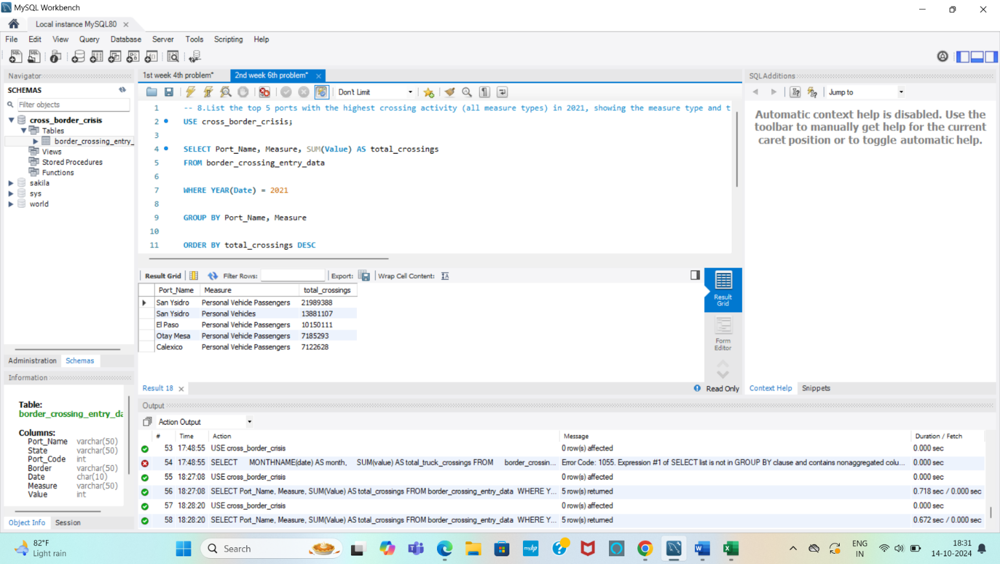 MySQL Workbench
Local instance MySQL80
File Edit View Query Database Server Tools Scripting Help
Navigator
SCHEMAS
Filter objects
cross_border_crisis
Tables
border_crossing_entry_
Views
Stored Procedures
Functions
sakila
sys
world
Administration Schemas
Information
Table:
border_crossing_entry_da
Columns:
Port_Name varchar(50)
State varchar(50)
Port_Code int
Border varchar(50)
Date char(10)
Measure varchar(50)
Value int
Object Info Session
1st week 4th problem* 2nd week 6th problem*
Don't Limit
1 -- 8.List the top 5 ports with the highest crossing activity (all measure types) in 2021, showing the measure type and t
2 USE cross_border_crisis;
3
4 SELECT Port_Name, Measure, SUM(Value) AS total_crossings
5 FROM border_crossing_entry_data
6
7 WHERE YEAR(Date) = 2021
8
9 GROUP BY Port_Name, Measure
10
11 ORDER BY total_crossings DESC
Result Grid Filter Rows: Export: Wrap Cell Content:
Port_Name Measure total_crossings
San Ysidro Personal Vehicle Passengers 21989388
San Ysidro Personal Vehicles 13881107
El Paso Personal Vehicle Passengers 10150111
Otay Mesa Personal Vehicle Passengers 7185293
Calexico Personal Vehicle Passengers 7122628
Result
Grid
Form
Editor
Result 18
Read Only
SQLAdditions
Jump to
Automatic context help is disabled. Use the
toolbar to manually get help for the current
caret position or to toggle automatic help.
Context Help Snippets
Output
Action Output
# Time Action Message Duration / Fetch
53 17:48:55 USE cross_border_crisis 0 row(s) affected 0.000 sec
54 17:48:55 SELECT MONTHNAME(date) AS month, SUM(value) AS total_truck_crossings FROM border_crossin... Error Code: 1055. Expression #1 of SELECT list is not in GROUP BY clause and contains nonaggregated colu... 0.000 sec
55 18:27:08 USE cross_border_crisis 0 row(s) affected 0.000 sec
56 18:27:08 SELECT Port_Name, Measure, SUM(Value) AS total_crossings FROM border_crossing_entry_data WHERE Y... 5 row(s) returned 0.718 sec / 0.000 sec
57 18:28:20 USE cross_border_crisis 0 row(s) affected 0.000 sec
58 18:28:20 SELECT Port_Name, Measure, SUM(Value) AS total_crossings FROM border_crossing_entry_data WHERE Y... 5 row(s) returned 0.672 sec / 0.000 sec
82°F
Light rain
Search
myhp
ENG
IN
18:31
14-10-2024